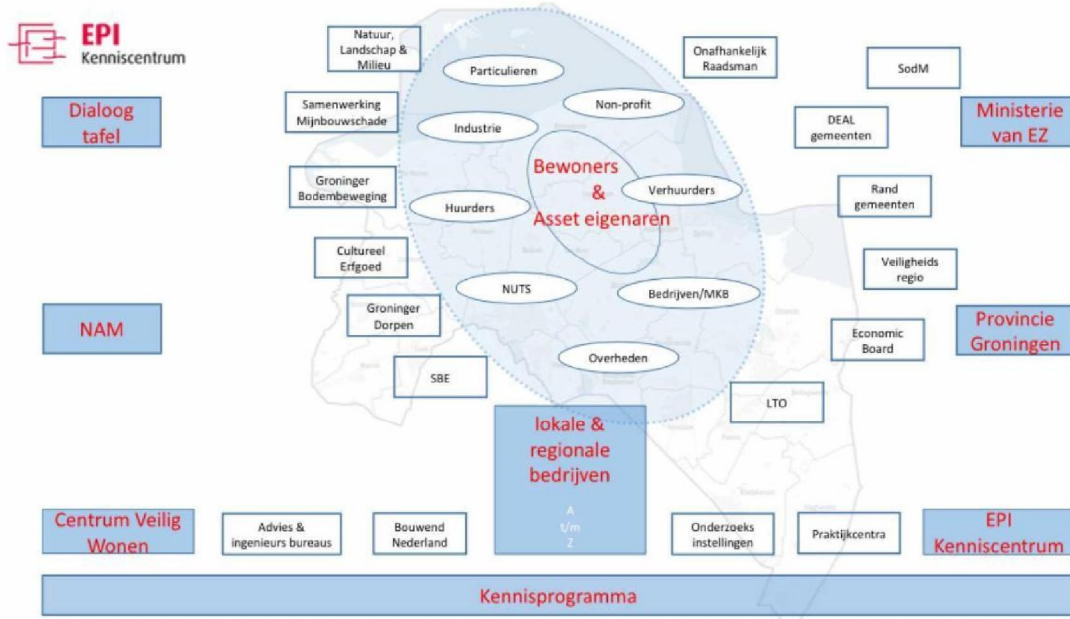 EPI
Kenniscentrum
Natuur,
Landschap &
Milieu
Particulieren
Onafhankelijk
Raadsman
SodM
Dialoog
tafel
Samenwerking
Mijnbouwschade
Industrie
Non-profit
DEAL
gemeenten
Ministerie
van EZ
Groninger
Bodembeweging
Huurders
Bewoners
&
Asset eigenaren
Verhuurders
Rand
gemeenten
Cultureel
Erfgoed
NUTS
Bedrijven/MKB
Veiligheids
regio
NAM
Groninger
Dorpen
Overheden
Economic
Board
Provincie
Groningen
SBE
LTO
lokale &
regionale
bedrijven
A
t/m
Z
Centrum Veilig
Wonen
Advies &
ingenieurs bureaus
Bouwend
Nederland
Onderzoeks
instellingen
Praktijkcentra
EPI
Kenniscentrum
Kennisprogramma